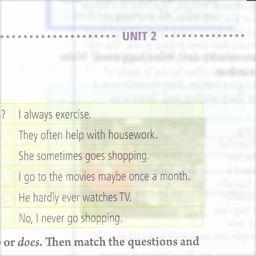 UNIT 2
? I always exercise.
They often help with housework.
She sometimes goes shopping.
I go to the movies maybe once a month.
He hardly ever watches TV.
No, I never go shopping.
or does. Then match the questions and